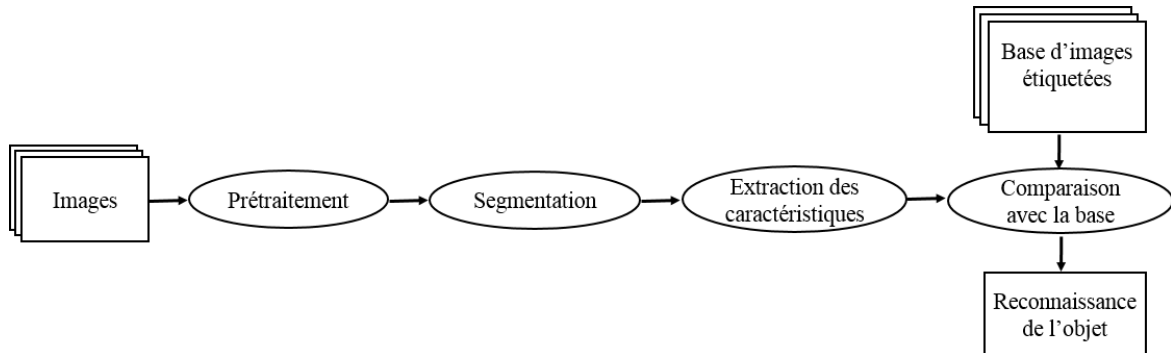 Base d’images
étiquetées
Images
Prétraitement
Segmentation
Extraction des
caractéristiques
Comparaison
avec la base
Reconnaissance
de l’objet